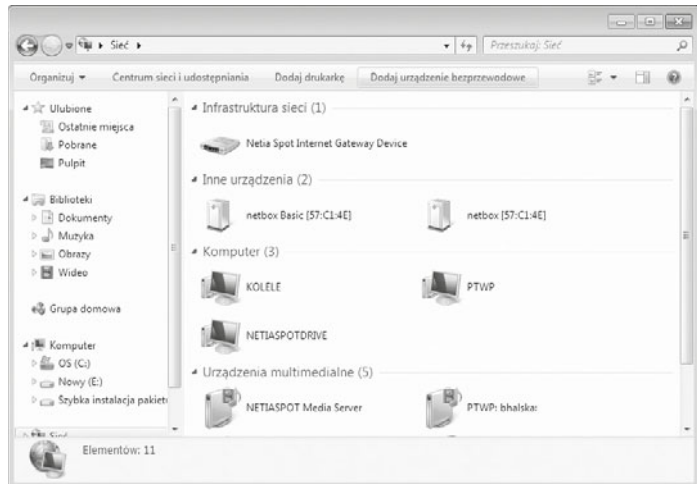 Sieć
Przeszukaj: Sieć
Organizuj
Centrum sieci i udostępniania
Dodaj drukarkę
Dodaj urządzenie bezprzewodowe
Ulubione
Ostatnie miejsca
Pobrane
Pulpit
Biblioteki
Dokumenty
Muzyka
Obrazy
Wideo
Grupa domowa
Komputer
OS (C:)
Nowy (E:)
Szybka instalacja pakietu
Sieć
Infrastruktura sieci (1)
Netia Spot Internet Gateway Device
Inne urządzenia (2)
netbox Basic [57:C1:4E]
netbox [57:C1:4E]
Komputer (3)
KOLELE
PTWP
NETIASPOTDRIVE
Urządzenia multimedialne (5)
NETIASPOT Media Server
PTWP: bhalska:
Elementów: 11